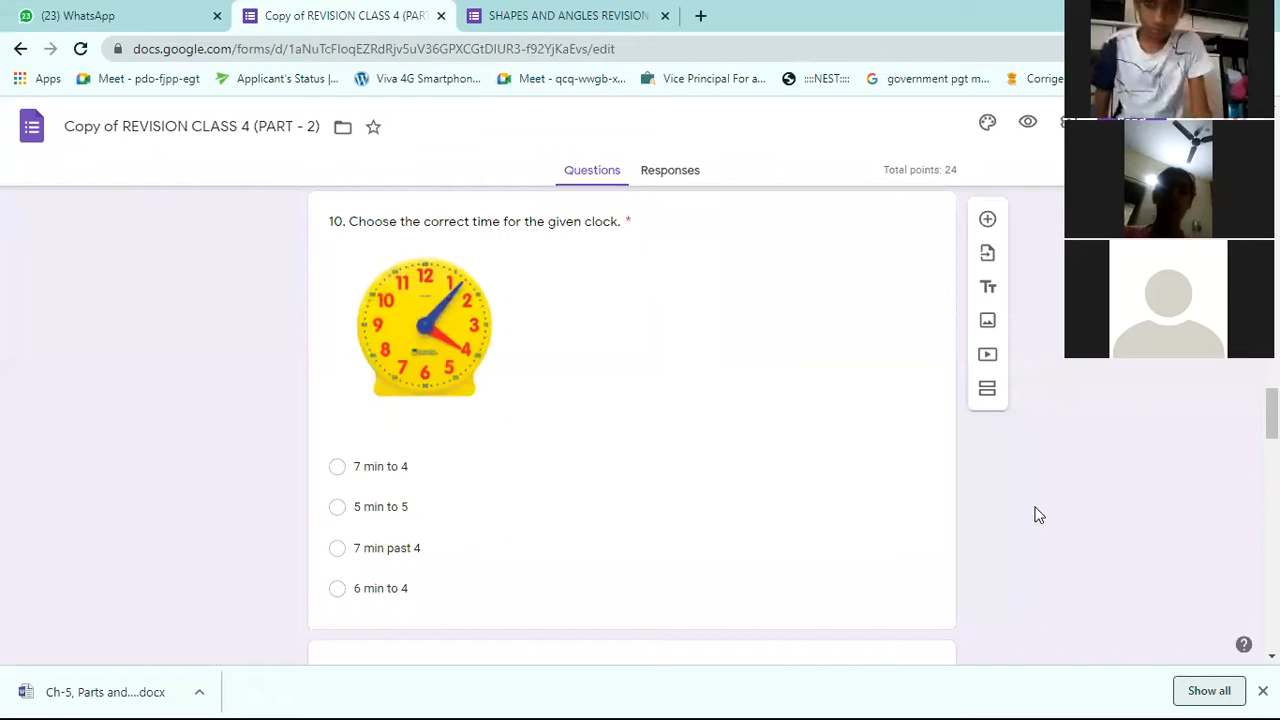 (23) WhatsApp
Copy of REVISION CLASS 4 (PART
SHAPES AND ANGLES REVISION
docs.google.com/forms/d/1aNuTcFIoqEZRdRjv5uV36GPXCGtDIUR3-f92YjKaEvs/edit
Apps
Meet - pdo-fjpp-egt
Applicant's Status |...
Viva 4G Smartphon...
Meet - qcq-wwgb-x...
Vice Principal For a...
::::NEST::::
government pgt m...
Corrige
Copy of REVISION CLASS 4 (PART - 2)
Questions
Responses
Total points: 24
10. Choose the correct time for the given clock. *
12
11
1
10
2
9
3
8
4
7
5
6
7 min to 4
5 min to 5
7 min past 4
6 min to 4
Ch-5, Parts and....docx
Show all